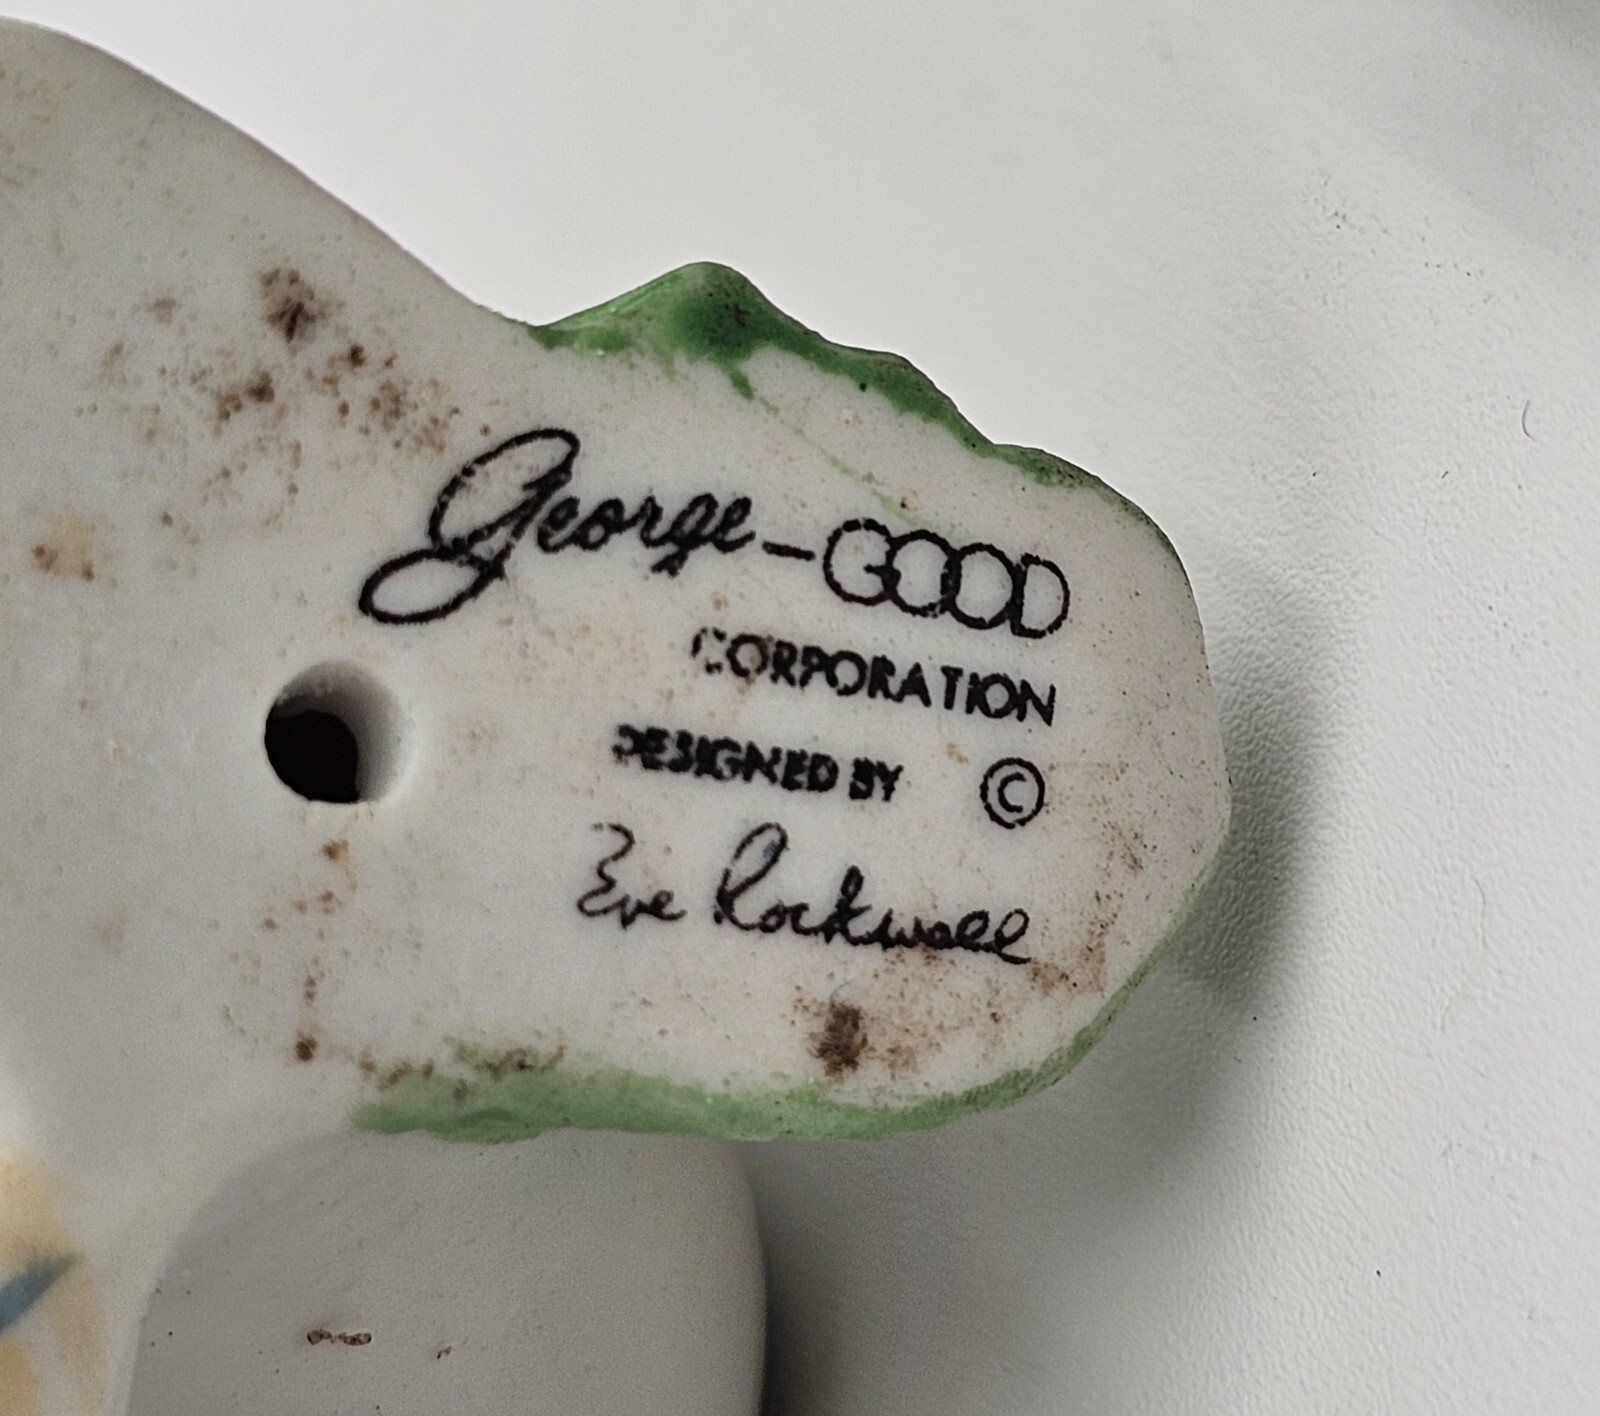 George-GOOD
CORPORATION
DESIGNED BY ©
Eve Rockwell